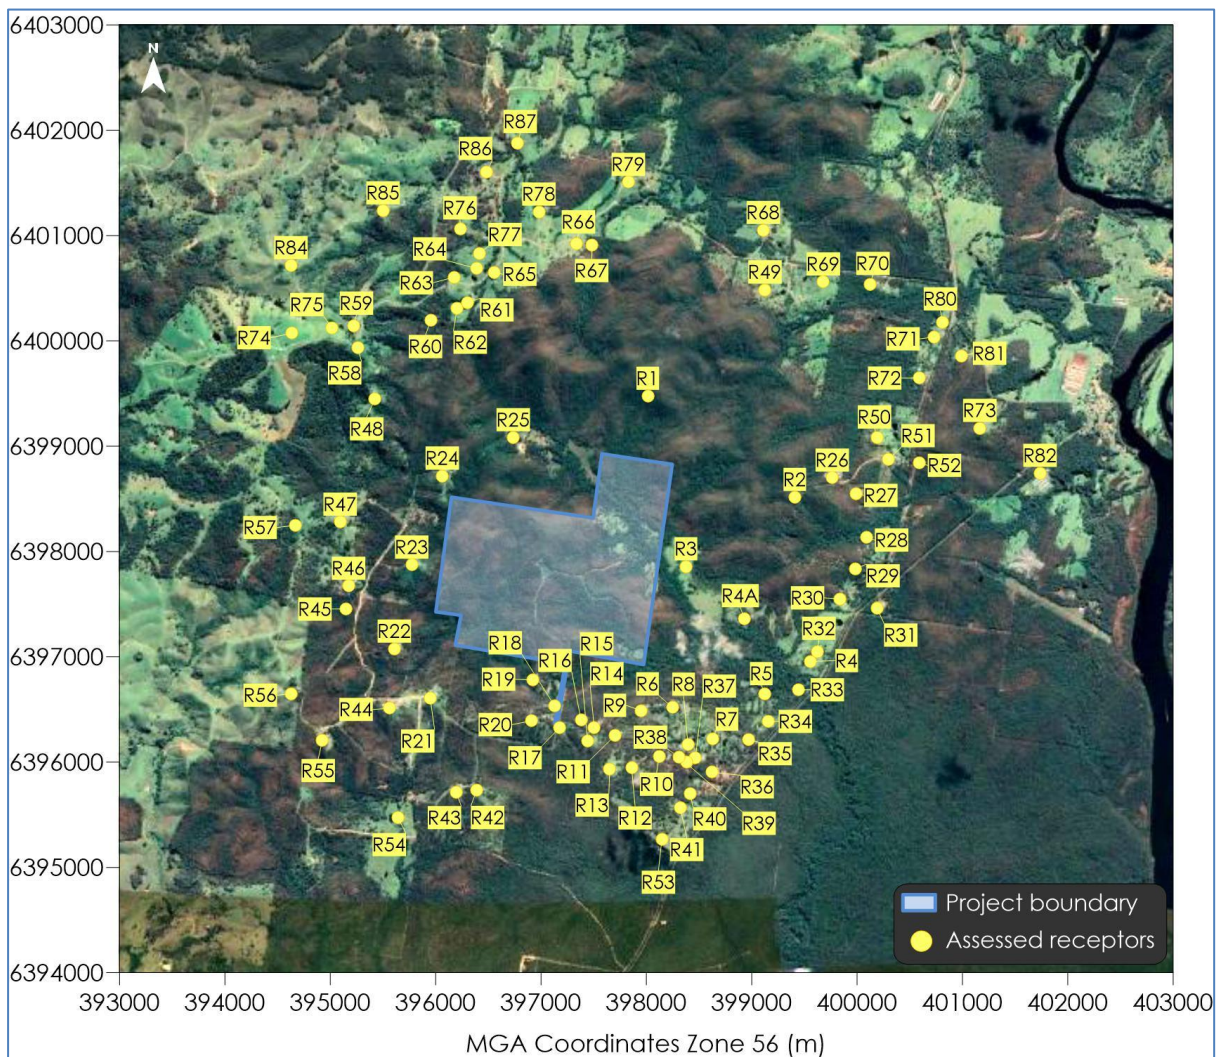 6403000
N
6402000
R87
R86
R79
R85
R76
R78
R66
R68
R84
R64
R77
R63
R65
R67
R49
R69
R70
R75
R59
R61
R80
R74
R60
R62
R71
R81
6401000
6400000
R58
R72
R1
R48
R25
R50
R51
R73
6399000
R24
R26
R52
R82
R2
R47
R27
R57
6398000
R23
R3
R28
R46
R29
R45
R4A
R30
R31
R22
R18
R15
R32
6397000
R16
R14
R4
R19
R6
R8
R37
R5
R56
R9
R33
R44
R20
R38
R7
R34
R21
R17
R11
R35
6396000
R55
R10
R36
R13
R12
R43
R42
R40
R39
R54
R41
6395000
R53
Project boundary
Assessed receptors
6394000
393000 394000 395000 396000 397000 398000 399000 400000 401000 402000 403000
MGA Coordinates Zone 56 (m)